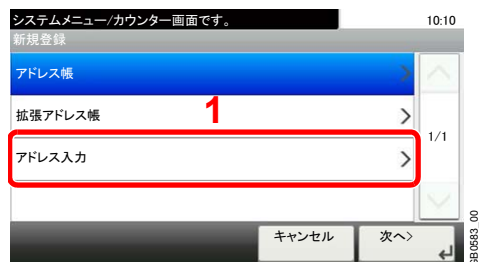 システムメニュー/カウンター画面です。 10:10
新規登録
アドレス帳
拡張アドレス帳
1
1/1
アドレス入力
キャンセル 次へ>
GB0583_00